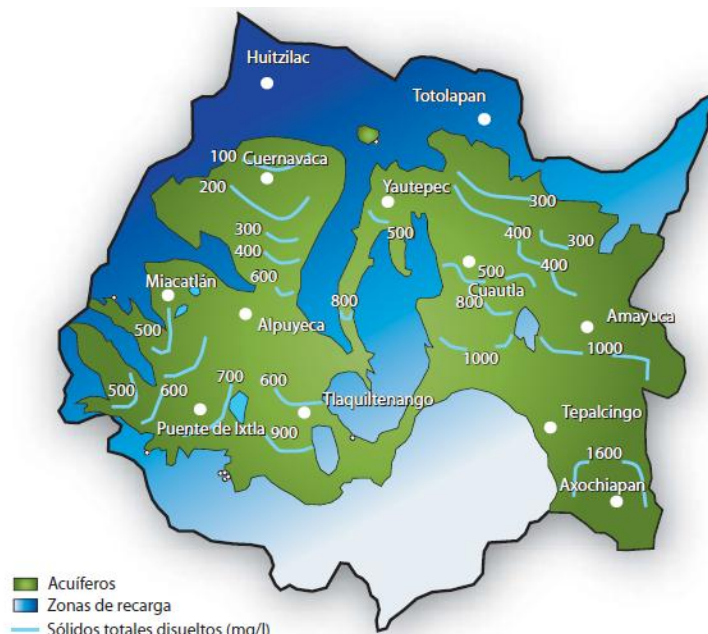 Huitzilac
Totolapan
100
Cuernavaca
200
Yautepec
300
300
500
400
300
400
400
600
500
Cuautla
Miacatlán
800
800
Alpuyeca
Amayuca
500
1000
1000
500
600
700
600
Tlaquiltenango
Puente de Ixtla
Tepalcingo
900
1600
Axochiapan
Acuíferos
Zonas de recarga
Sólidos totales disueltos (mg/l)